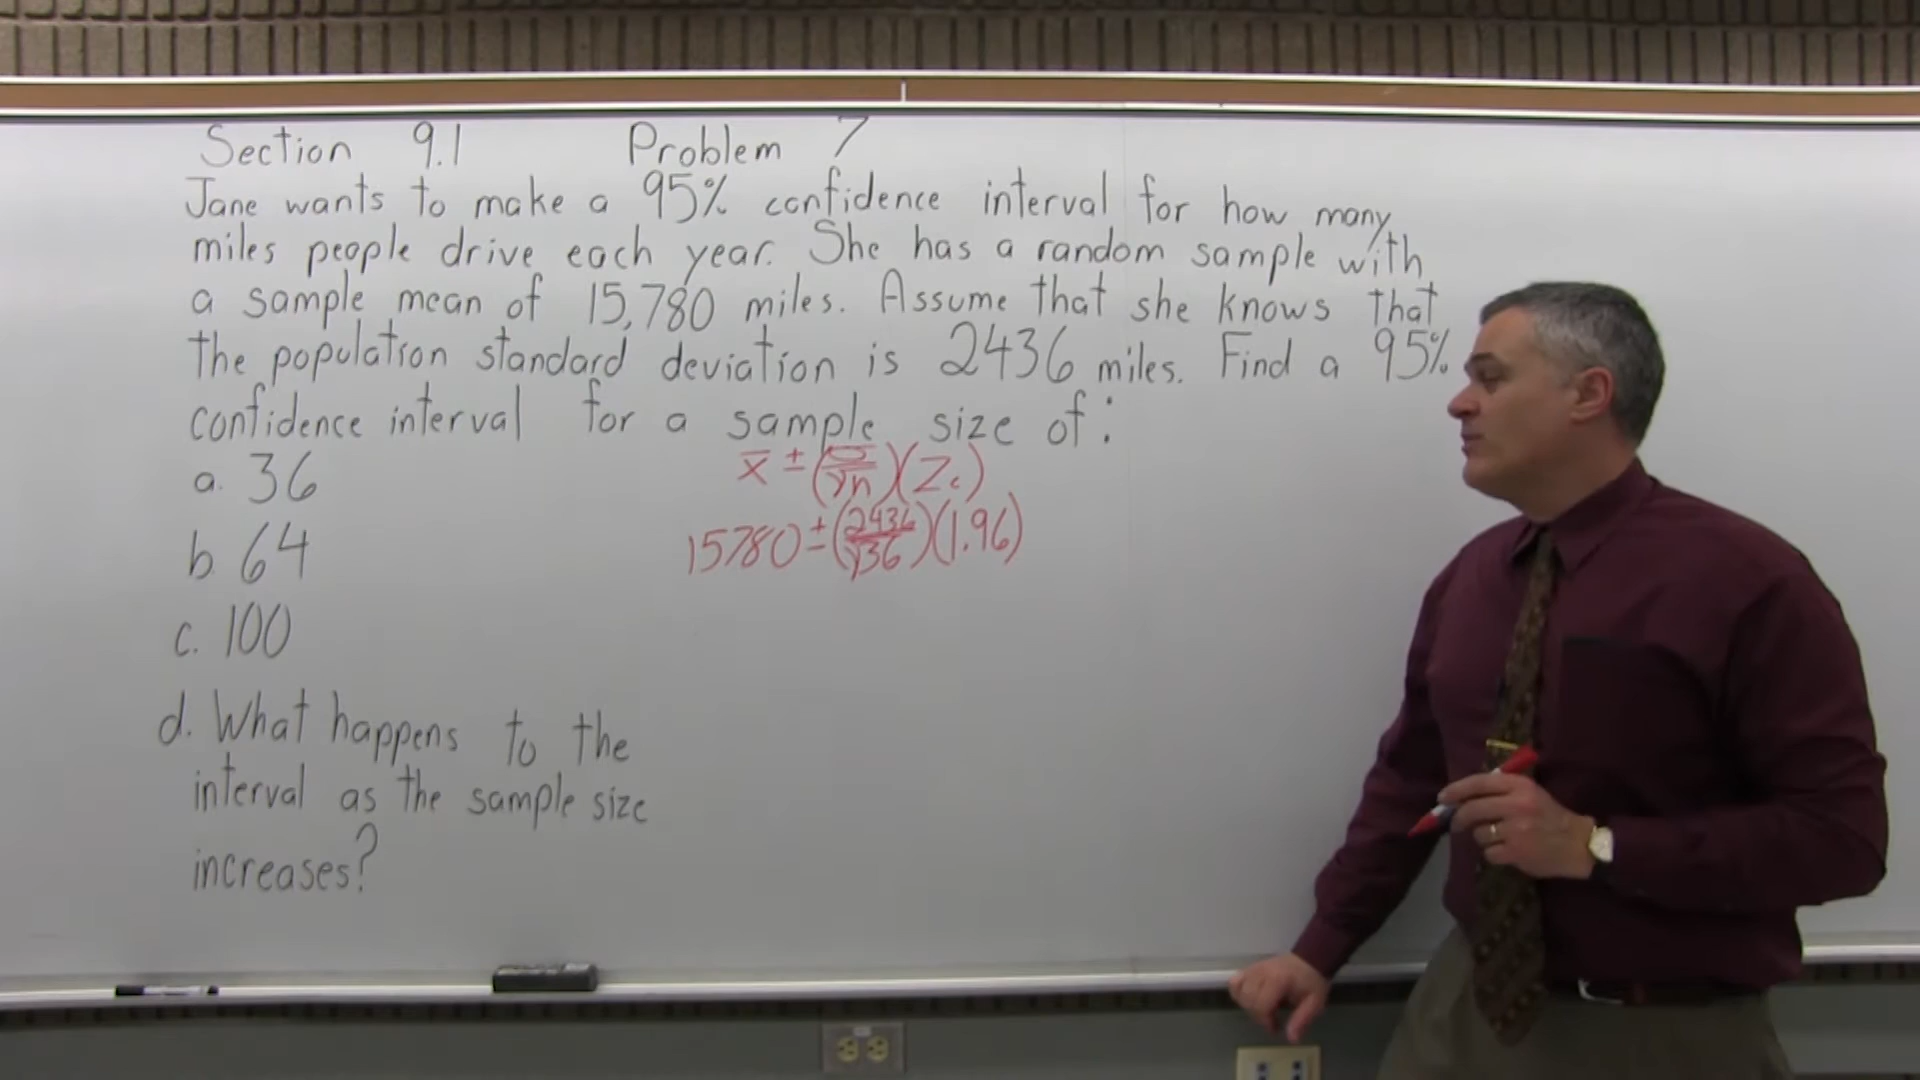 Section 9.1 Problem 7
Jane wants to make a 95% confidence interval for how many
miles people drive each year. She has a random sample with
a sample mean of 15,780 miles. Assume that she knows that
the population standard deviation is 2436 miles. Find a 95%
confidence interval for a sample size of:
x̄ ± (σ/√n)(Zc)
a. 36
15780 ± (2436/√36)(1.96)
b. 64
c. 100
d. What happens to the
interval as the sample size
increases?